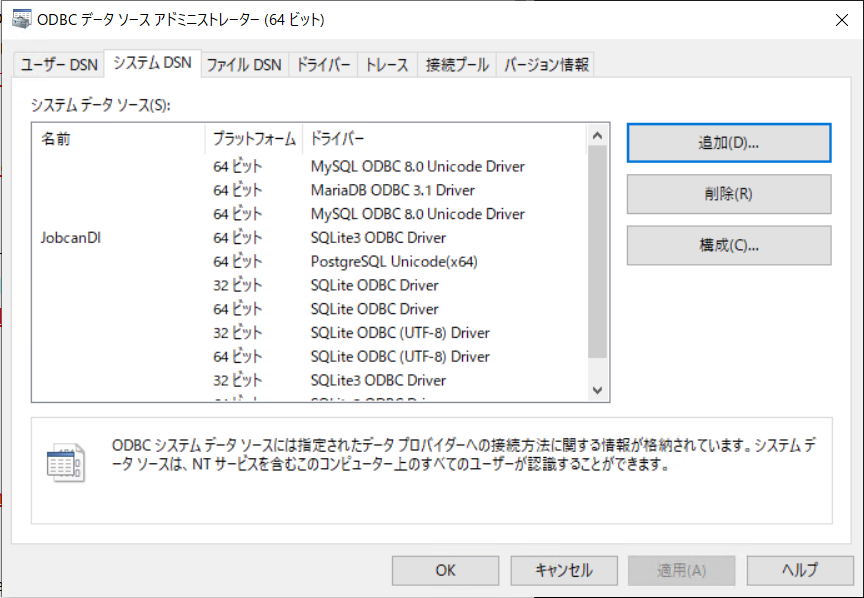 ODBC データ ソース アドミニストレーター (64 ビット)
ユーザー DSN システム DSN ファイル DSN ドライバー トレース 接続プール バージョン情報
システム データ ソース(S):
名前 プラットフォーム ドライバー
64 ビット MySQL ODBC 8.0 Unicode Driver
64 ビット MariaDB ODBC 3.1 Driver
64 ビット MySQL ODBC 8.0 Unicode Driver
JobcanDI 64 ビット SQLite3 ODBC Driver
64 ビット PostgreSQL Unicode(x64)
32 ビット SQLite ODBC Driver
64 ビット SQLite ODBC Driver
32 ビット SQLite ODBC (UTF-8) Driver
64 ビット SQLite ODBC (UTF-8) Driver
32 ビット SQLite3 ODBC Driver
追加(D)...
削除(R)
構成(C)...
ODBC システム データ ソースには指定されたデータ プロバイダーへの接続方法に関する情報が格納されています。システム デ
ータ ソースは、NT サービスを含むこのコンピューター上のすべてのユーザーが認識することができます。
OK キャンセル 適用(A) ヘルプ